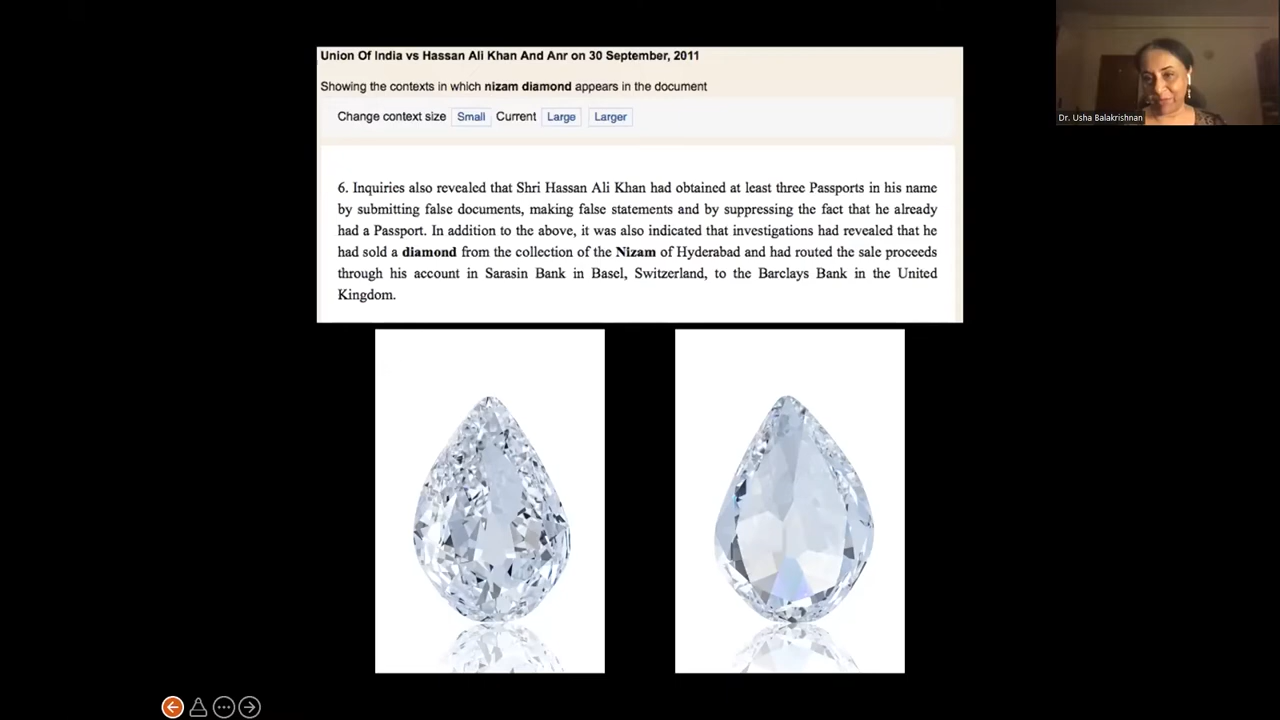 Union Of India vs Hassan Ali Khan And Anr on 30 September, 2011
Showing the contexts in which nizam diamond appears in the document
Change context size Small Current Large Larger
6. Inquiries also revealed that Shri Hassan Ali Khan had obtained at least three Passports in his name
by submitting false documents, making false statements and by suppressing the fact that he already
had a Passport. In addition to the above, it was also indicated that investigations had revealed that he
had sold a diamond from the collection of the Nizam of Hyderabad and had routed the sale proceeds
through his account in Sarasin Bank in Basel, Switzerland, to the Barclays Bank in the United
Kingdom.
Dr. Usha Balakrishnan